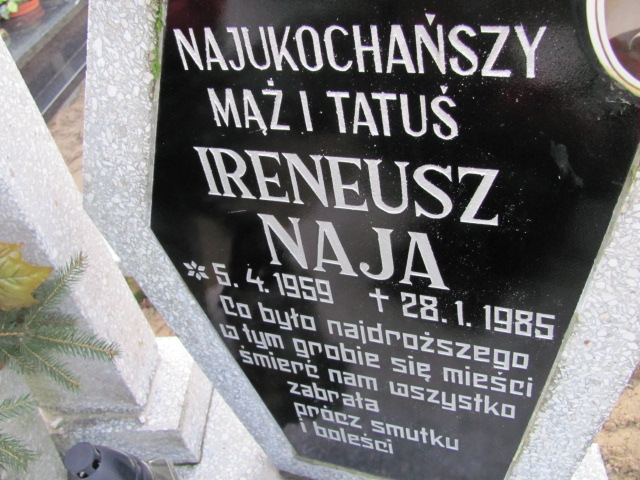 NAJUKOCHAŃSZY
MĄŻ I TATUŚ
IRENEUSZ
NAJA
* 5. 4. 1959 † 28. 1. 1985
Co było najdroższego
w tym grobie się mieści
śmierć nam wszystko
zabrała
prócz smutku
i boleści